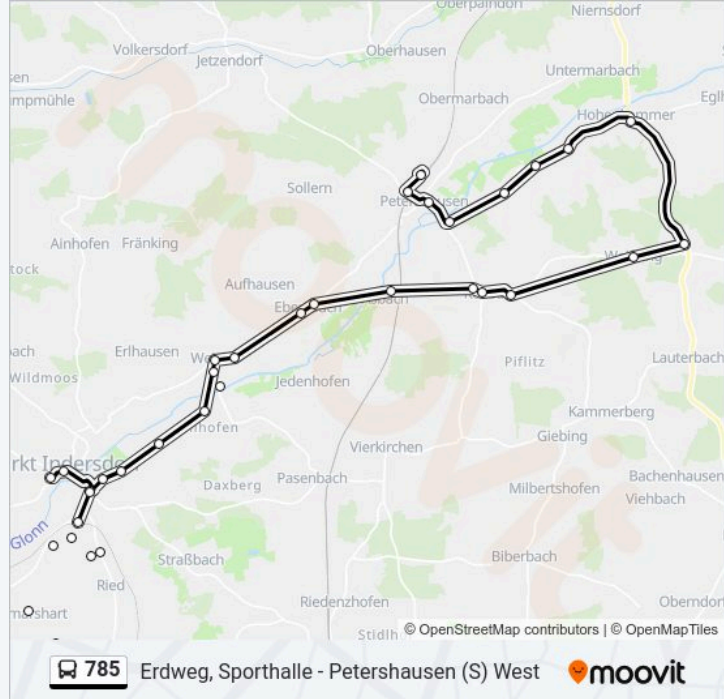 Oberpaindorf
Niernsdorf
Volkersdorf
Oberhausen
Jetzendorf
Untermarbach
Obermarbach
Sollern
Ainhofen
Fränking
Aufhausen
Erlhausen
Piflitz
Lauterbach
Wildmoos
Jedenhofen
Kammerberg
Giebing
Vierkirchen
Pasenbach
Bachenhausen
Daxberg
Milbertshofen
Viehbach
Glonn
Straßbach
Biberbach
Ried
Riedenzhofen
© OpenStreetMap contributors | © OpenMapTiles
785 Erdweg, Sporthalle - Petershausen (S) West moovit